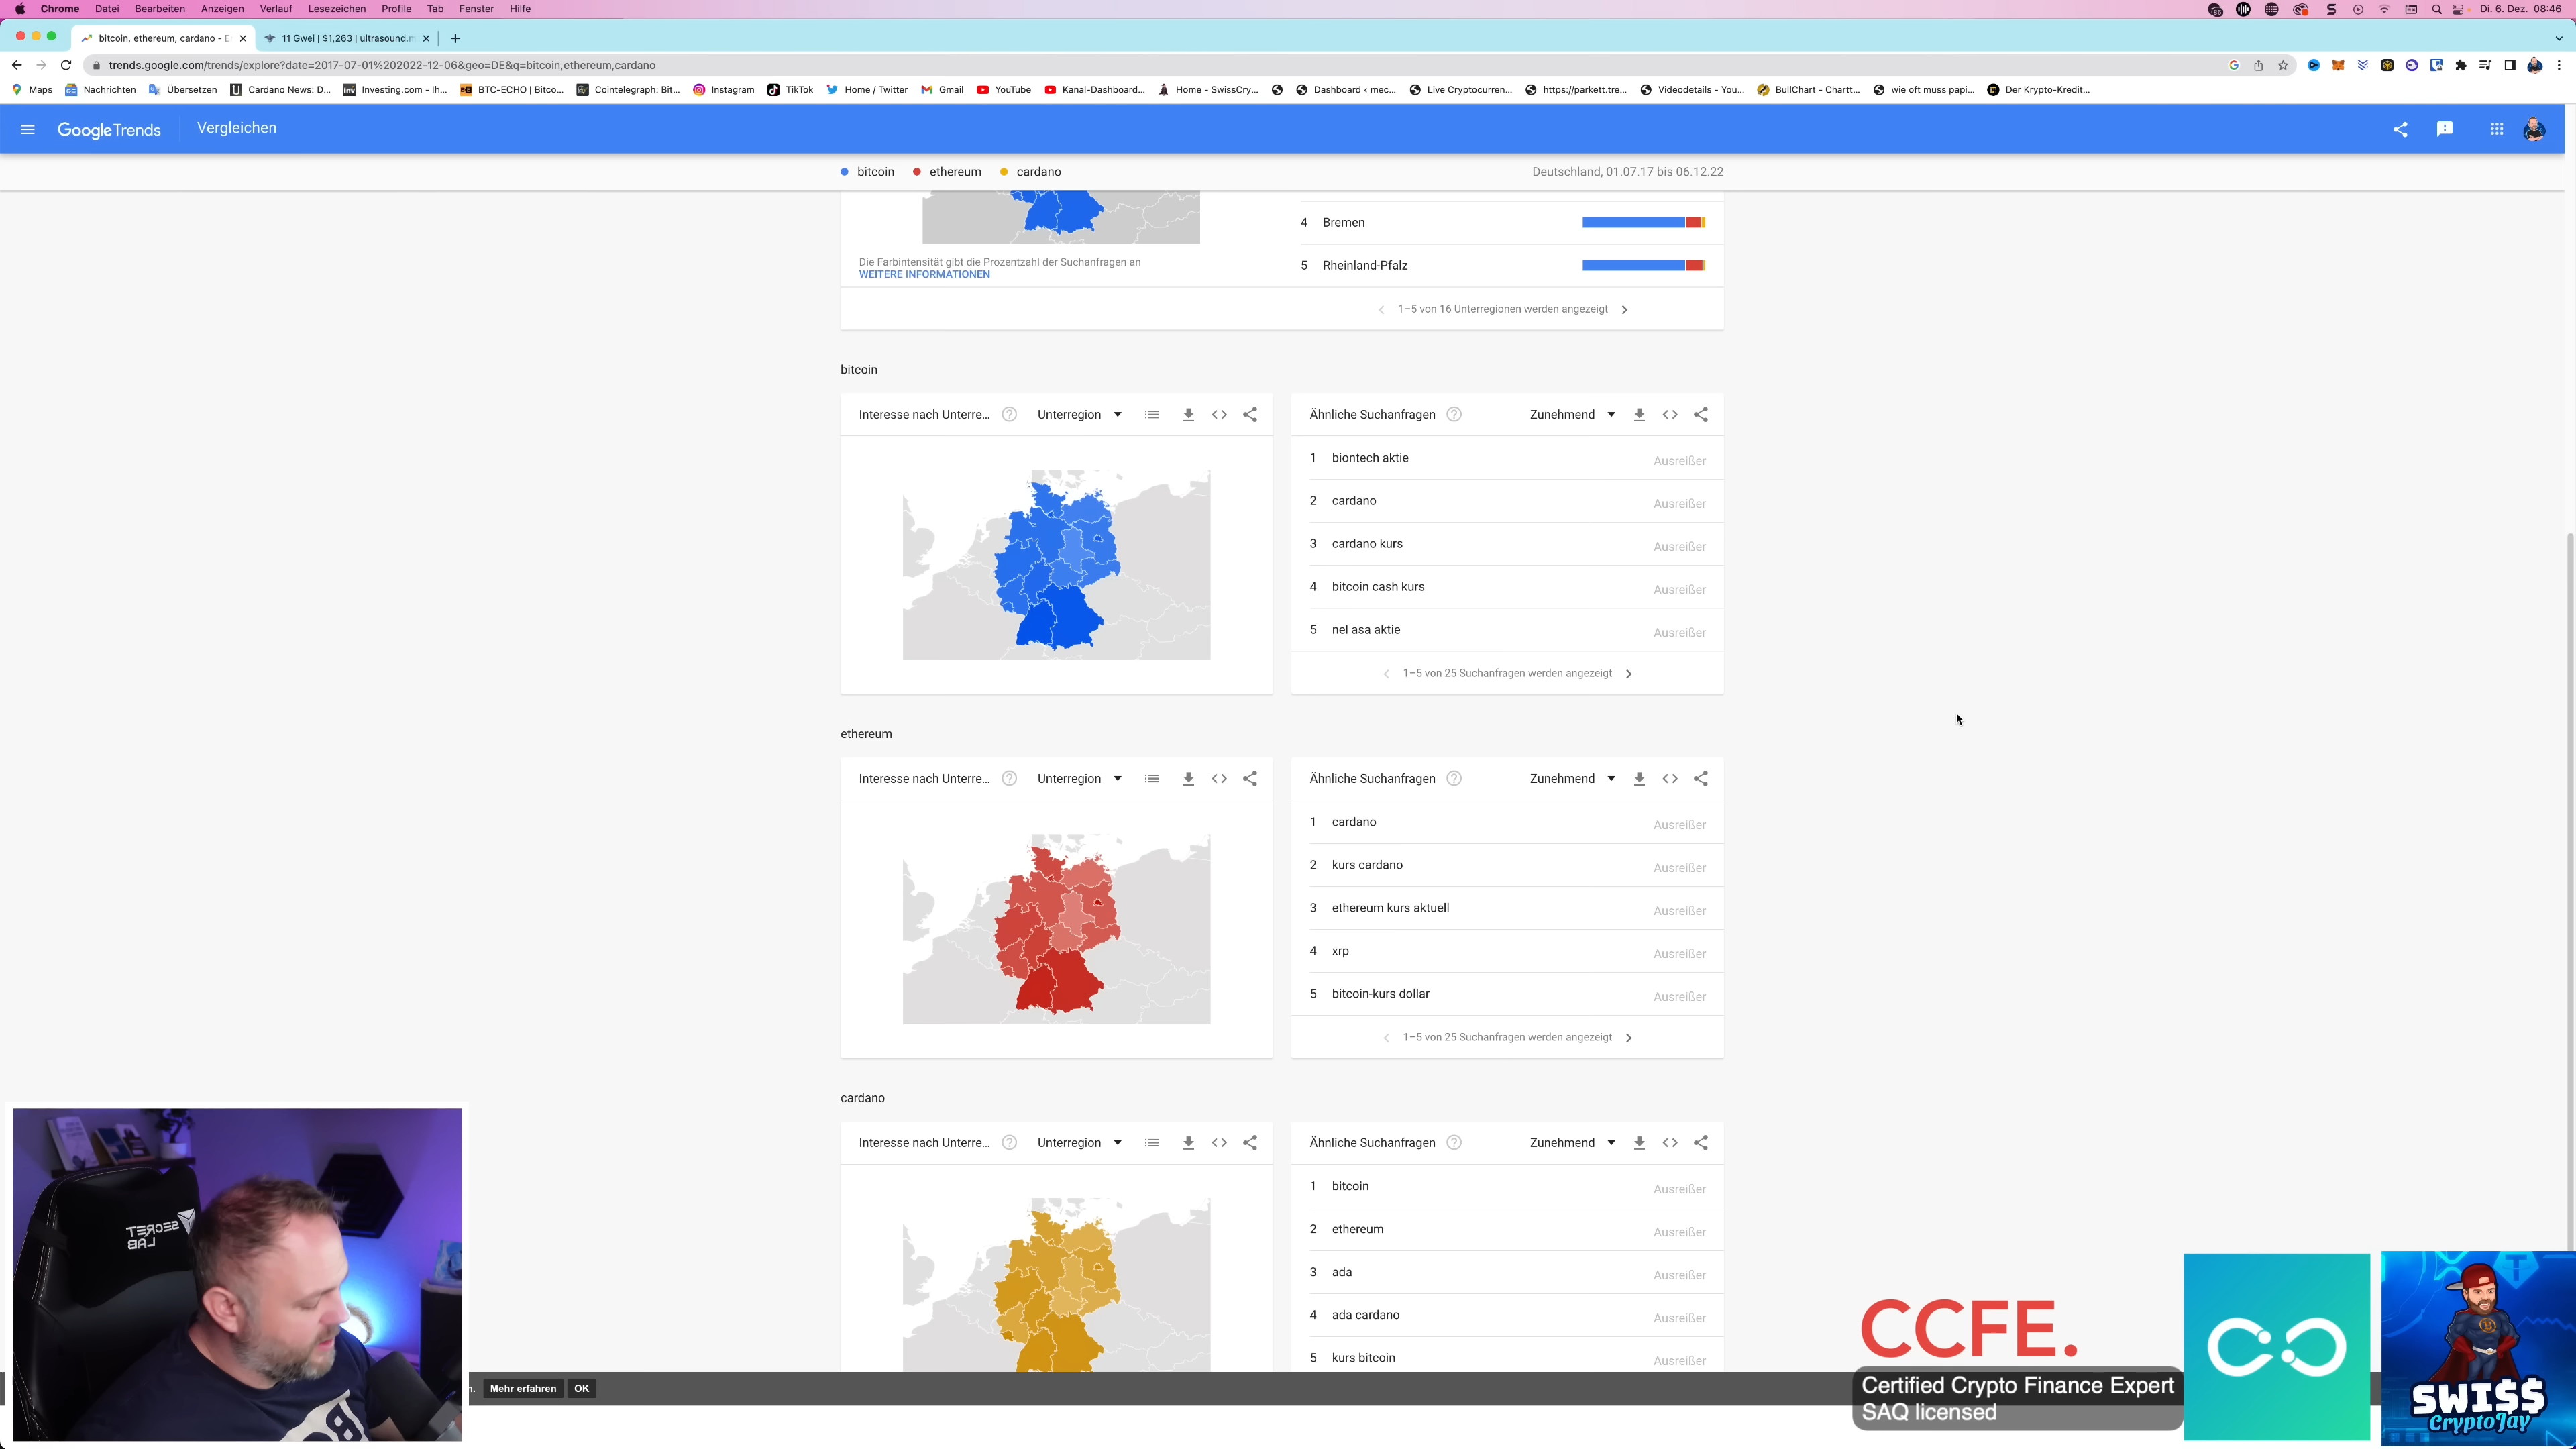 Chrome Datei Bearbeiten Anzeigen Verlauf Lesezeichen Profile Tab Fenster Hilfe
Di. 6. Dez. 08:46
bitcoin, ethereum, cardano - E
11 Gwei | $1,263 | ultrasound.m
trends.google.com/trends/explore?date=2017-07-01%202022-12-06&geo=DE&q=bitcoin,ethereum,cardano
Maps Nachrichten Übersetzen Cardano News: D... Investing.com - Ih... BTC-ECHO | Bitco... Cointelegraph: Bit... Instagram TikTok Home / Twitter Gmail YouTube Kanal-Dashboard... Home - SwissCry... Dashboard ‹ mec... Live Cryptocurren... https://parkett.tre... Videodetails - You... BullChart - Chartt... wie oft muss papi... Der Krypto-Kredit...
Google Trends Vergleichen
bitcoin ethereum cardano
Deutschland, 01.07.17 bis 06.12.22
4 Bremen
Die Farbintensität gibt die Prozentzahl der Suchanfragen an
WEITERE INFORMATIONEN
5 Rheinland-Pfalz
1–5 von 16 Unterregionen werden angezeigt
bitcoin
Interesse nach Unterre... Unterregion
Ähnliche Suchanfragen Zunehmend
1 biontech aktie Ausreißer
2 cardano Ausreißer
3 cardano kurs Ausreißer
4 bitcoin cash kurs Ausreißer
5 nel asa aktie Ausreißer
1–5 von 25 Suchanfragen werden angezeigt
ethereum
Interesse nach Unterre... Unterregion
Ähnliche Suchanfragen Zunehmend
1 cardano Ausreißer
2 kurs cardano Ausreißer
3 ethereum kurs aktuell Ausreißer
4 xrp Ausreißer
5 bitcoin-kurs dollar Ausreißer
1–5 von 25 Suchanfragen werden angezeigt
cardano
Interesse nach Unterre... Unterregion
Ähnliche Suchanfragen Zunehmend
1 bitcoin Ausreißer
2 ethereum Ausreißer
3 ada Ausreißer
4 ada cardano Ausreißer
5 kurs bitcoin Ausreißer
Mehr erfahren OK
SECRET
LAB
CCFE.
Certified Crypto Finance Expert
SAQ licensed
SWI$$
CryptoJay